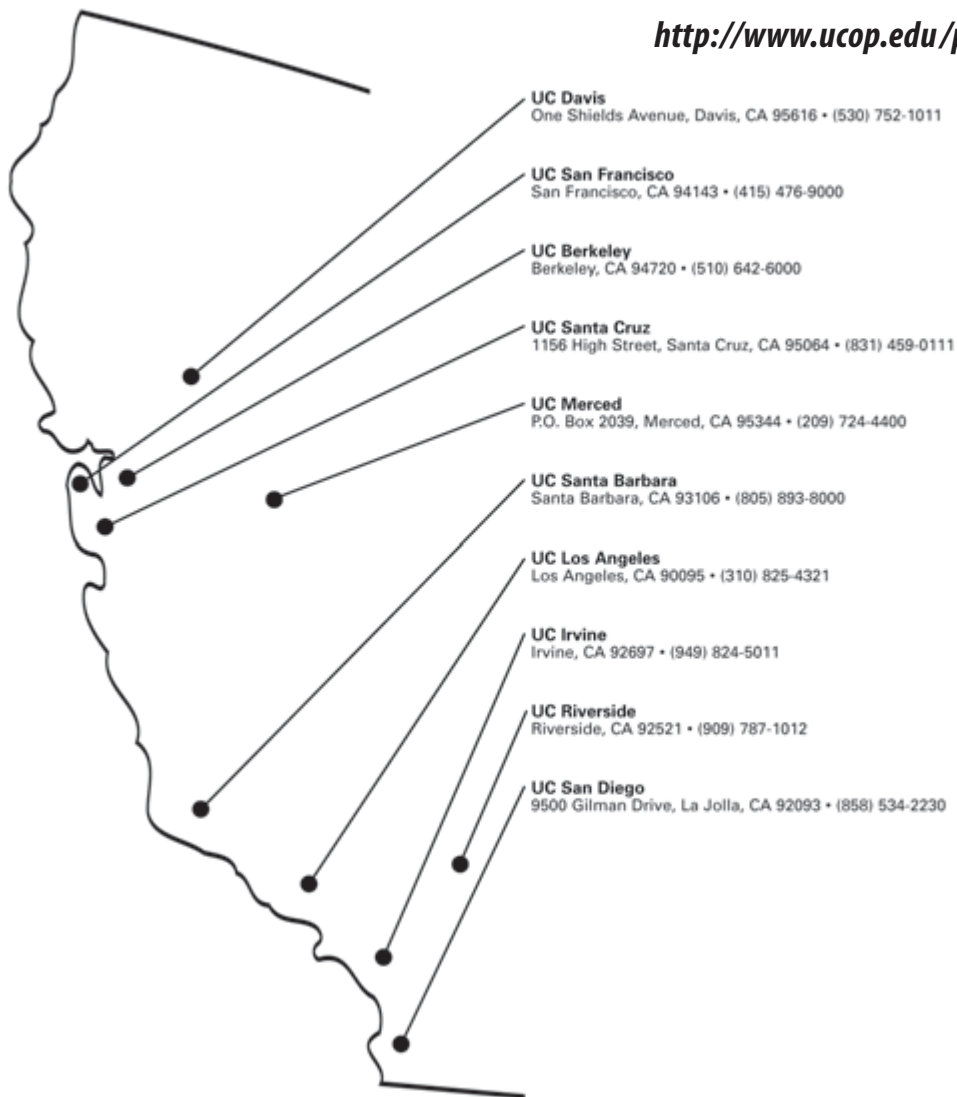 http://www.ucop.edu/p
UC Davis
One Shields Avenue, Davis, CA 95616 • (530) 752-1011
UC San Francisco
San Francisco, CA 94143 • (415) 476-9000
UC Berkeley
Berkeley, CA 94720 • (510) 642-6000
UC Santa Cruz
1156 High Street, Santa Cruz, CA 95064 • (831) 459-0111
UC Merced
P.O. Box 2039, Merced, CA 95344 • (209) 724-4400
UC Santa Barbara
Santa Barbara, CA 93106 • (805) 893-8000
UC Los Angeles
Los Angeles, CA 90095 • (310) 825-4321
UC Irvine
Irvine, CA 92697 • (949) 824-5011
UC Riverside
Riverside, CA 92521 • (909) 787-1012
UC San Diego
9500 Gilman Drive, La Jolla, CA 92093 • (858) 534-2230